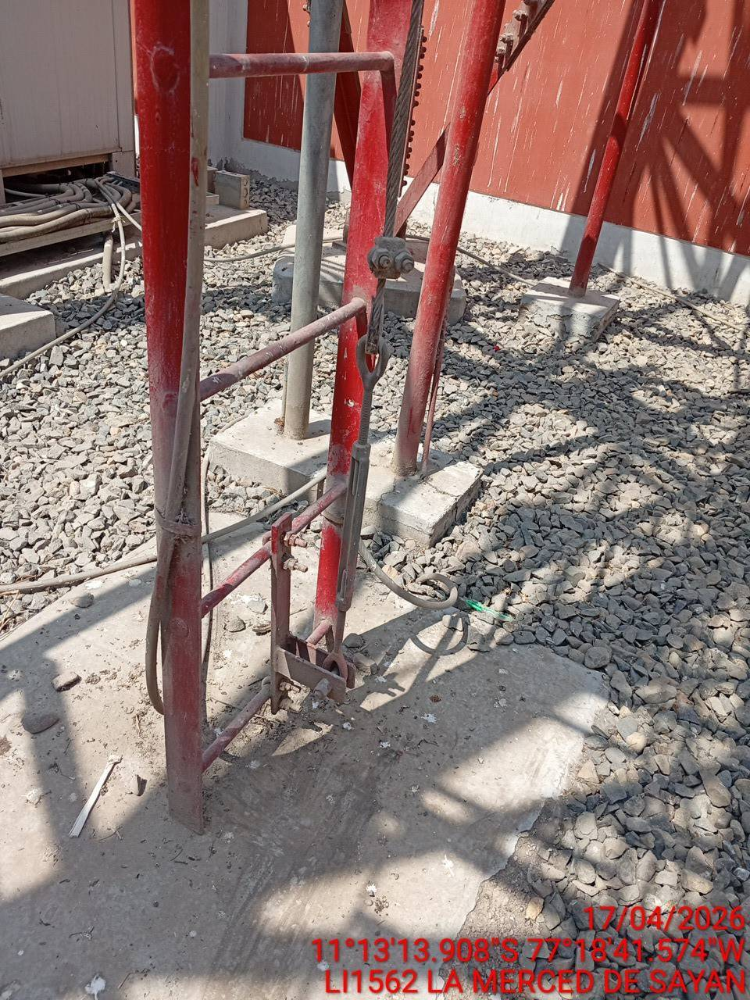 17/04/2026
11°13'13.908"S 77°18'41.574"W
LI1562 LA MERCED DE SAYAN